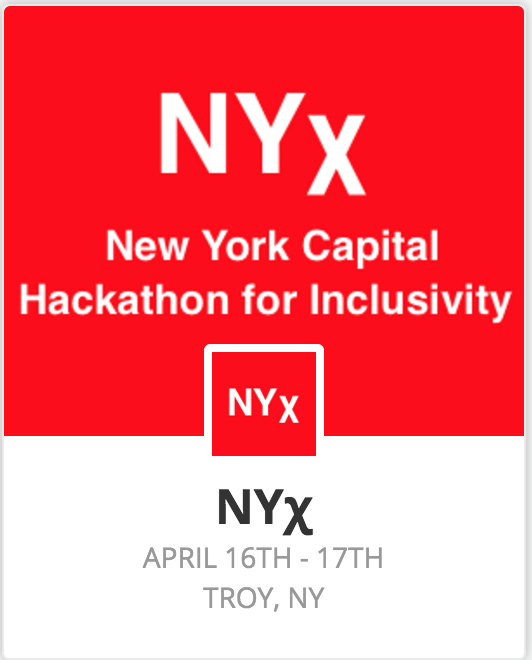 NYχ
New York Capital
Hackathon for Inclusivity
NYχ
NYχ
APRIL 16TH - 17TH
TROY, NY